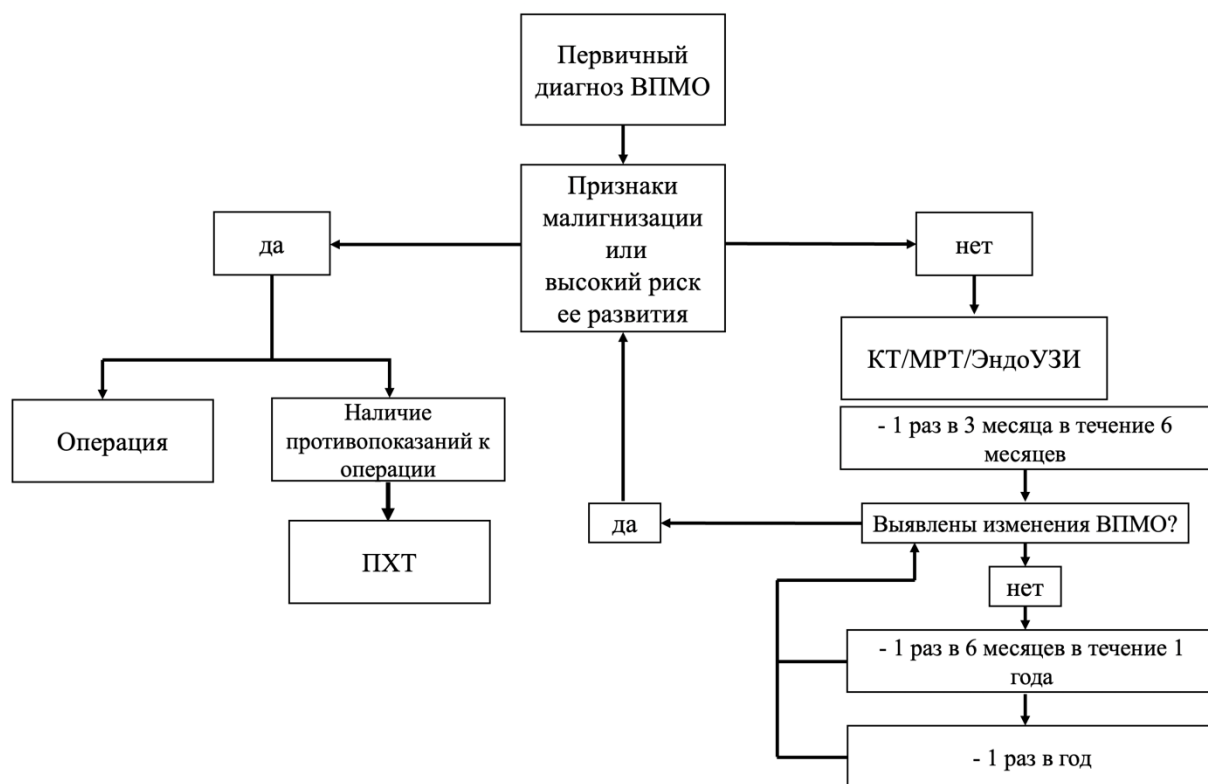 Первичный
диагноз ВПМО
Признаки
малигнизации
или
высокий риск
ее развития
да
нет
КТ/МРТ/ЭндоУЗИ
Операция
Наличие
противопоказаний к
операции
- 1 раз в 3 месяца в течение 6
месяцев
да
Выявлены изменения ВПМО?
ПХТ
нет
- 1 раз в 6 месяцев в течение 1
года
- 1 раз в год